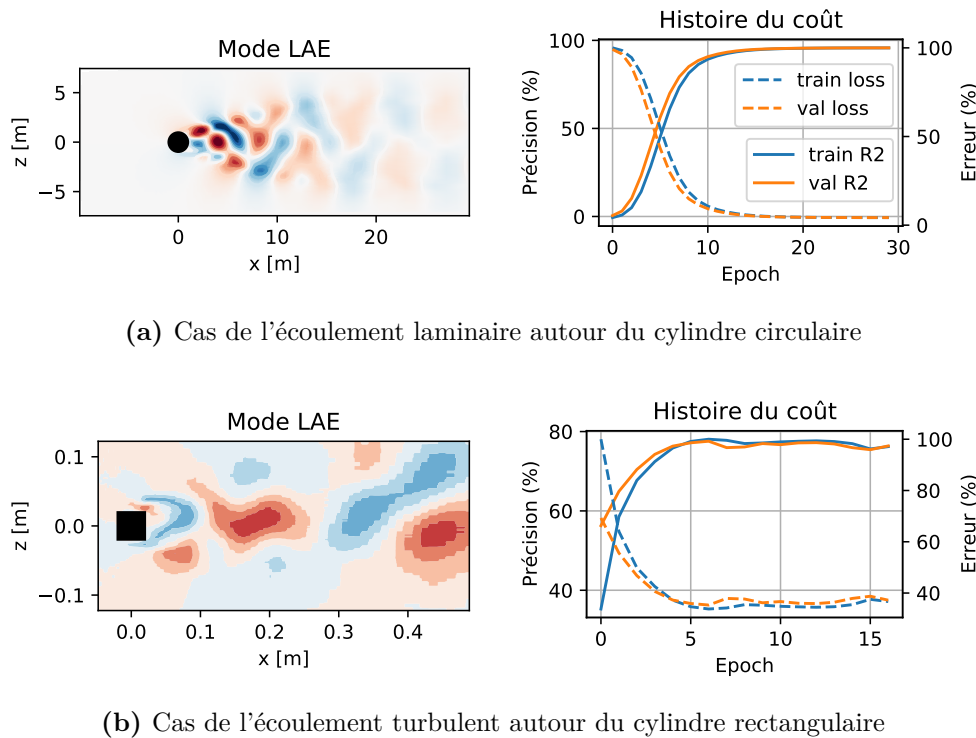 Mode LAE
5
0
−5
z [m]
0
20
x [m]
Histoire du coût
100
50
0
Précision (%)
100
50
0
Erreur (%)
train loss
val loss
train R2
val R2
0
10
20
30
Epoch
(a) Cas de l'écoulement laminaire autour du cylindre circulaire
Mode LAE
0.1
0.0
−0.1
z [m]
0.0
0.1
0.2
0.3
0.4
x [m]
Histoire du coût
80
60
40
Précision (%)
100
80
60
40
Erreur (%)
0
5
10
15
Epoch
(b) Cas de l'écoulement turbulent autour du cylindre rectangulaire